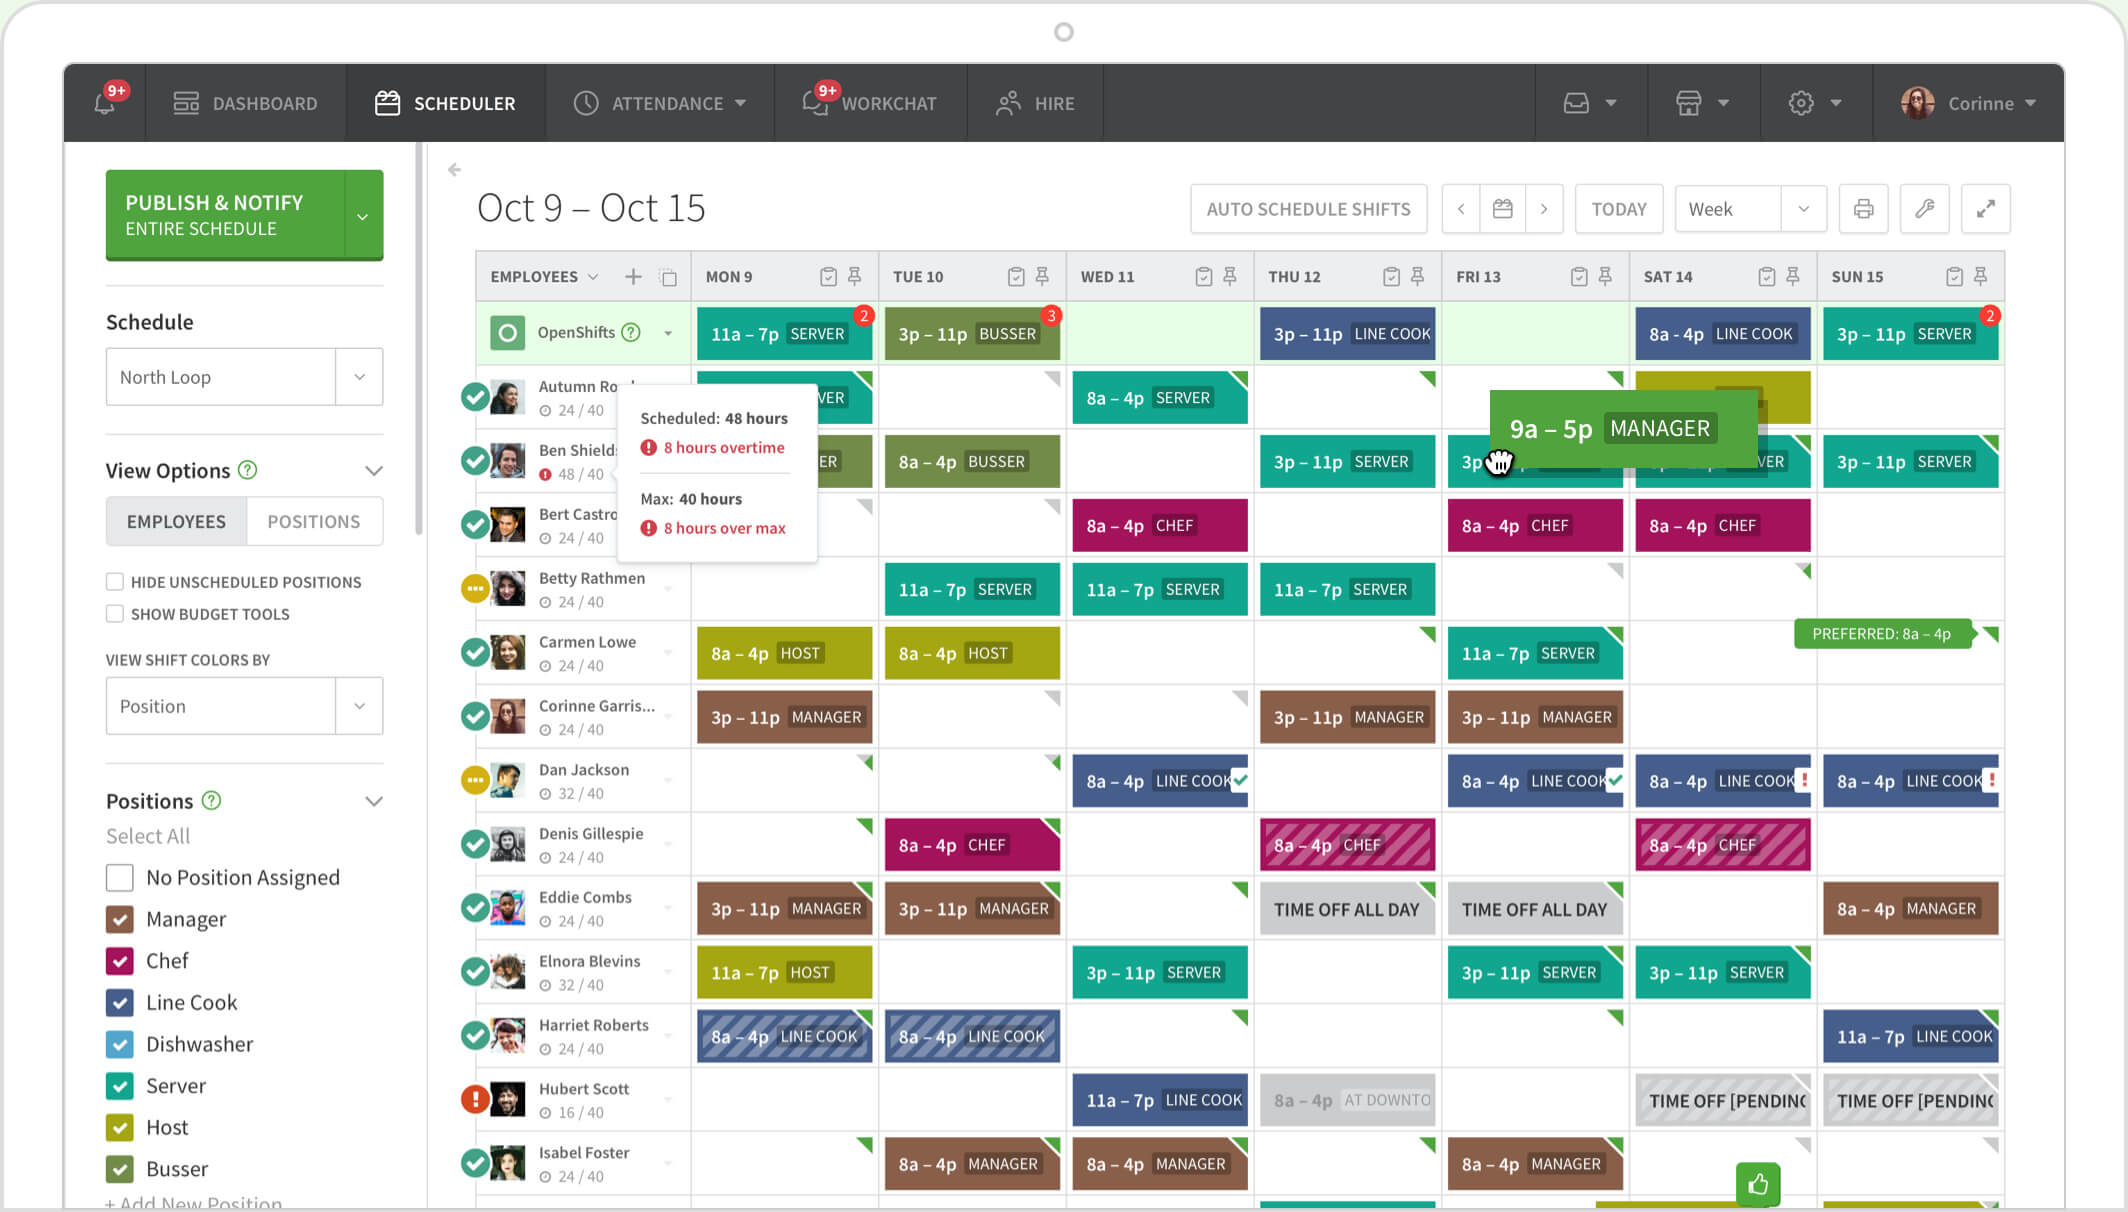 9+
DASHBOARD
SCHEDULER
ATTENDANCE
9+
WORKCHAT
HIRE
Corinne
PUBLISH & NOTIFY
ENTIRE SCHEDULE
Schedule
North Loop
View Options ?
EMPLOYEES POSITIONS
HIDE UNSCHEDULED POSITIONS
SHOW BUDGET TOOLS
VIEW SHIFT COLORS BY
Position
Positions ?
Select All
No Position Assigned
Manager
Chef
Line Cook
Dishwasher
Server
Host
Busser
+ Add New Position
Oct 9 – Oct 15
AUTO SCHEDULE SHIFTS
TODAY
Week
EMPLOYEES MON 9 TUE 10 WED 11 THU 12 FRI 13 SAT 14 SUN 15
OpenShifts ? 11a – 7p SERVER 2 3p – 11p BUSSER 3 3p – 11p LINE COOK 8a - 4p LINE COOK 3p – 11p SERVER 2
Autumn Ro VER 8a – 4p SERVER
24 / 40
Scheduled: 48 hours
8 hours overtime
Max: 40 hours
8 hours over max
9a – 5p MANAGER
Ben Shield ER 8a – 4p BUSSER 3p – 11p SERVER 3p VER 3p – 11p SERVER
48 / 40
Bert Castro 8a – 4p CHEF 8a – 4p CHEF 8a – 4p CHEF
24 / 40
Betty Rathmen 11a – 7p SERVER 11a – 7p SERVER 11a – 7p SERVER
24 / 40
Carmen Lowe 8a – 4p HOST 8a – 4p HOST 11a – 7p SERVER PREFERRED: 8a – 4p
24 / 40
Corinne Garris... 3p – 11p MANAGER 3p – 11p MANAGER 3p – 11p MANAGER
24 / 40
Dan Jackson 8a – 4p LINE COOK 8a – 4p LINE COOK 8a – 4p LINE COOK ! 8a – 4p LINE COOK !
32 / 40
Denis Gillespie 8a – 4p CHEF 8a – 4p CHEF 8a – 4p CHEF
24 / 40
Eddie Combs 3p – 11p MANAGER 3p – 11p MANAGER TIME OFF ALL DAY TIME OFF ALL DAY 8a – 4p MANAGER
24 / 40
Elnora Blevins 11a – 7p HOST 3p – 11p SERVER 3p – 11p SERVER 3p – 11p SERVER
32 / 40
Harriet Roberts 8a – 4p LINE COOK 8a – 4p LINE COOK 11a – 7p LINE COOK
24 / 40
Hubert Scott 11a – 7p LINE COOK 8a – 4p AT DOWNTO TIME OFF [PENDING TIME OFF [PENDING
16 / 40
Isabel Foster 8a – 4p MANAGER 8a – 4p MANAGER 8a – 4p MANAGER
24 / 40